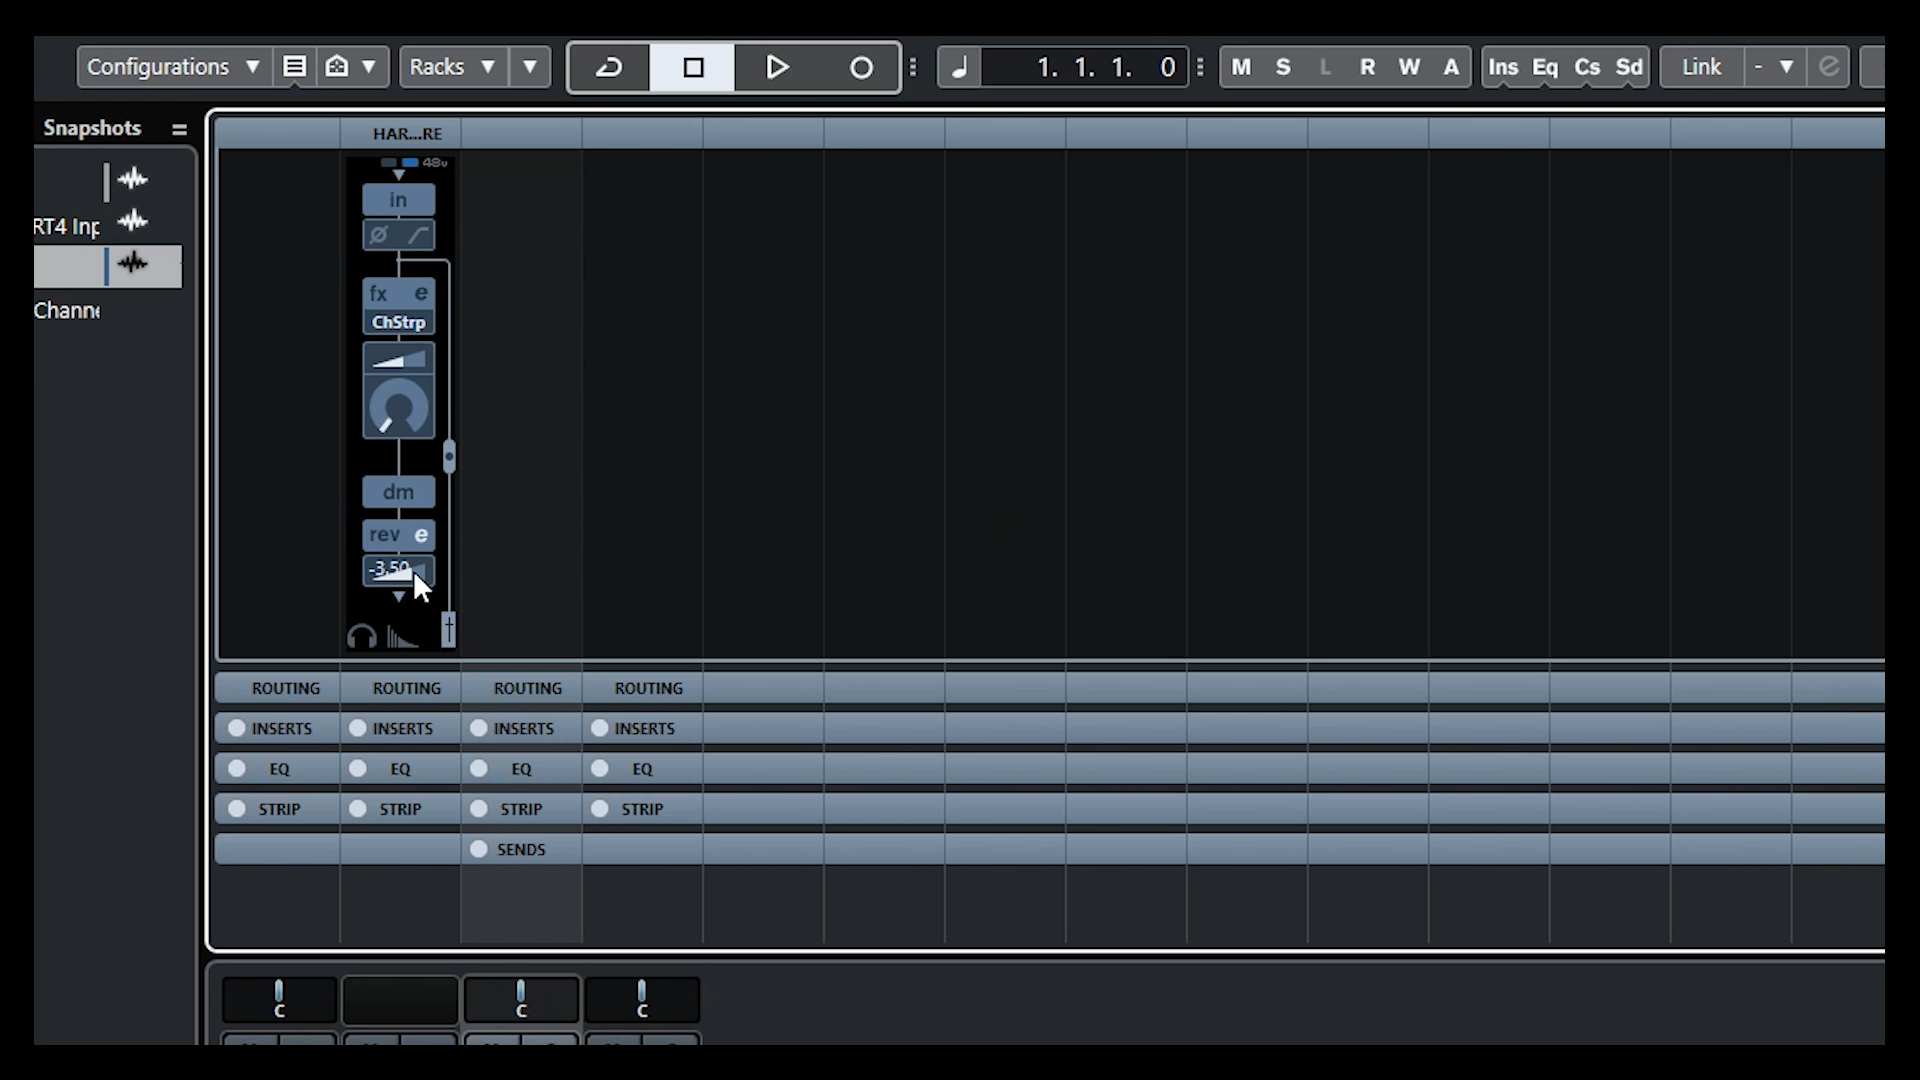 Configurations Racks 1. 1. 1. 0 M S L R W A Ins Eq Cs Sd Link - e
Snapshots
HAR...RE
48v
in
RT4 Inp
fx e
Channe
ChStrp
dm
rev e
-3,50
ROUTING ROUTING ROUTING ROUTING
INSERTS INSERTS INSERTS INSERTS
EQ EQ EQ EQ
STRIP STRIP STRIP STRIP
SENDS
C C C